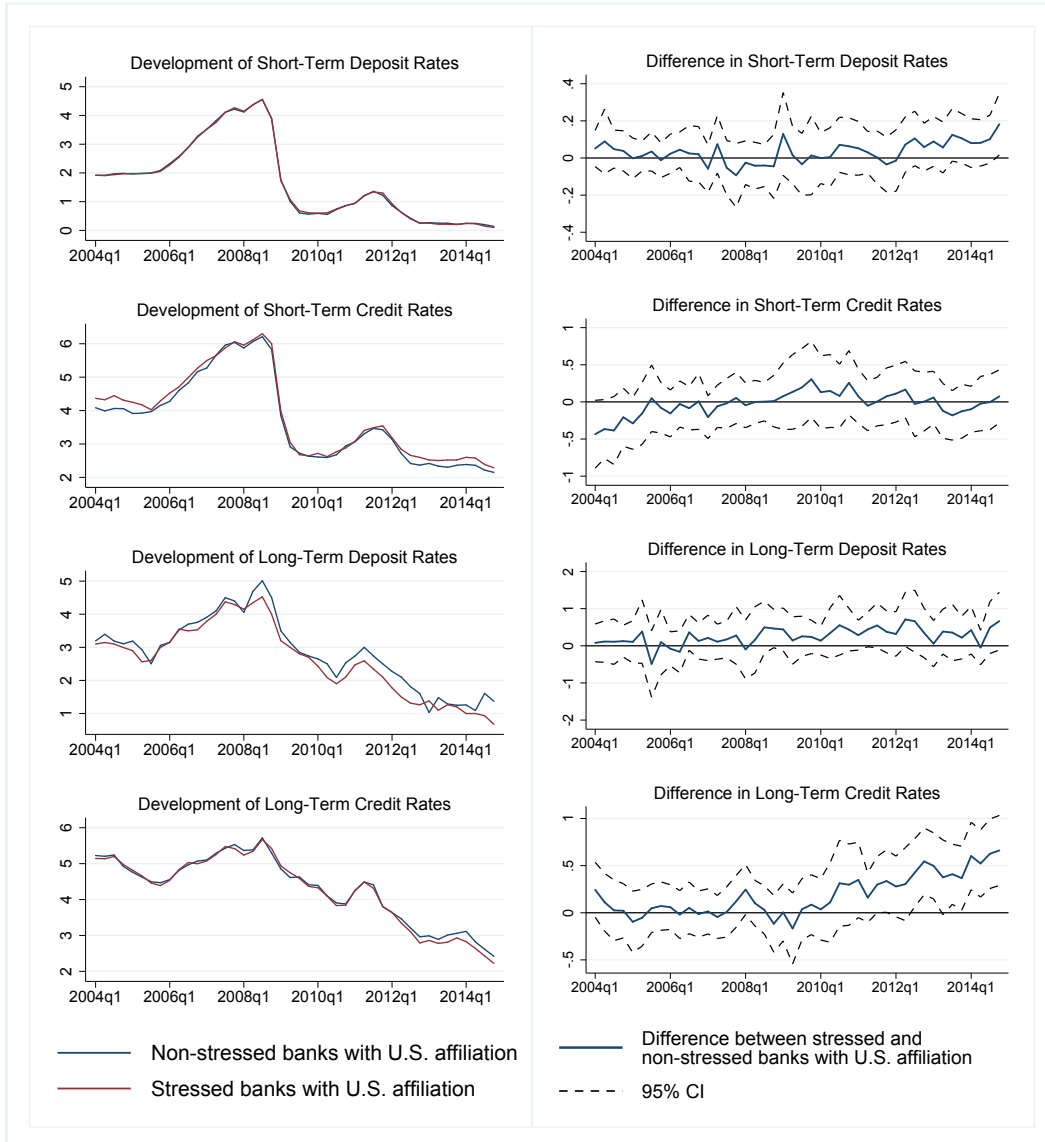 Development of Short-Term Deposit Rates
5
4
3
2
1
0
2004q1 2006q1 2008q1 2010q1 2012q1 2014q1
Development of Short-Term Credit Rates
6
5
4
3
2
2004q1 2006q1 2008q1 2010q1 2012q1 2014q1
Development of Long-Term Deposit Rates
5
4
3
2
1
2004q1 2006q1 2008q1 2010q1 2012q1 2014q1
Development of Long-Term Credit Rates
6
5
4
3
2
2004q1 2006q1 2008q1 2010q1 2012q1 2014q1
Non-stressed banks with U.S. affiliation
Stressed banks with U.S. affiliation
Difference in Short-Term Deposit Rates
.4
.2
0
-.2
-.4
2004q1 2006q1 2008q1 2010q1 2012q1 2014q1
Difference in Short-Term Credit Rates
1
.5
0
-.5
-1
2004q1 2006q1 2008q1 2010q1 2012q1 2014q1
Difference in Long-Term Deposit Rates
2
1
0
-1
-2
2004q1 2006q1 2008q1 2010q1 2012q1 2014q1
Difference in Long-Term Credit Rates
1
.5
0
-.5
2004q1 2006q1 2008q1 2010q1 2012q1 2014q1
Difference between stressed and
non-stressed banks with U.S. affiliation
95% CI